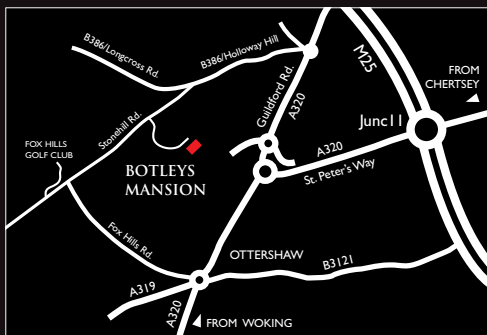 B386/Longcross Rd.
B386/Holloway Hill
Guildford Rd.
A320
M25
FROM
CHERTSEY
Junc11
A320
St. Peter's Way
Stonehill Rd.
FOX HILLS
GOLF CLUB
BOTLEYS
MANSION
Fox Hills Rd.
OTTERSHAW
B3121
A319
A320
FROM WOKING